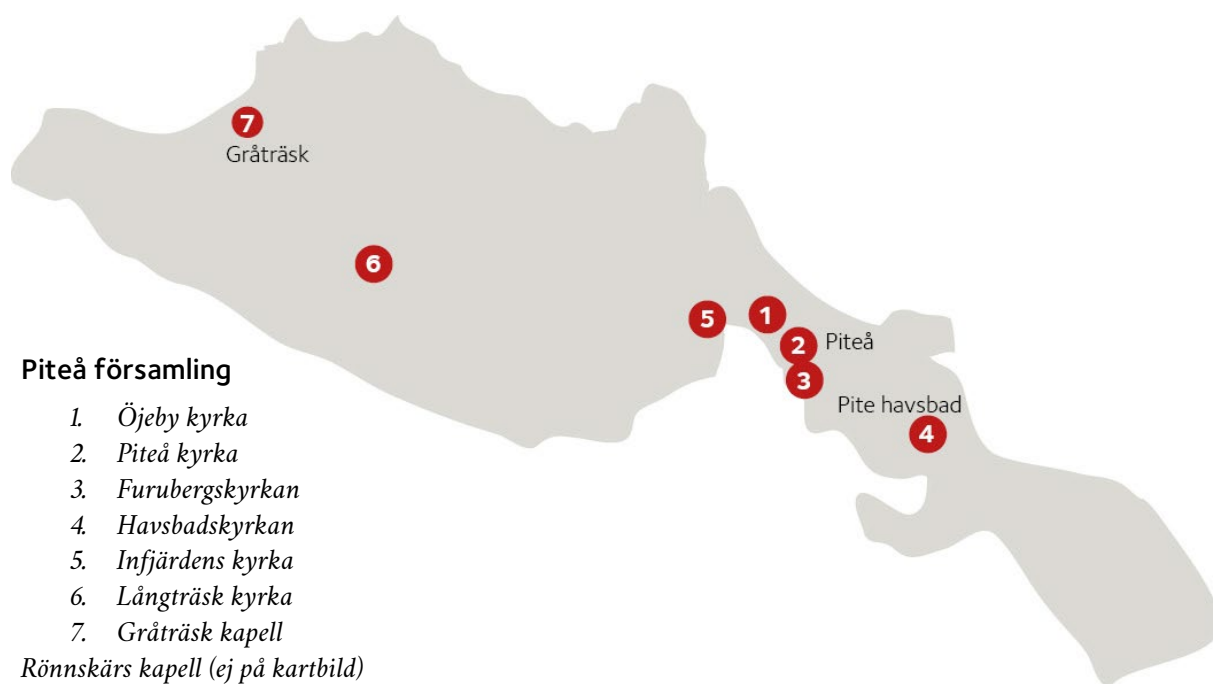 7
Gråträsk
6
5
1
2
Piteå
3
Pite havsbad
4
Piteå församling
1. Öjeby kyrka
2. Piteå kyrka
3. Furubergskyrkan
4. Havsbadskyrkan
5. Infjärdens kyrka
6. Långträsk kyrka
7. Gråträsk kapell
Rönnskärs kapell (ej på kartbild)